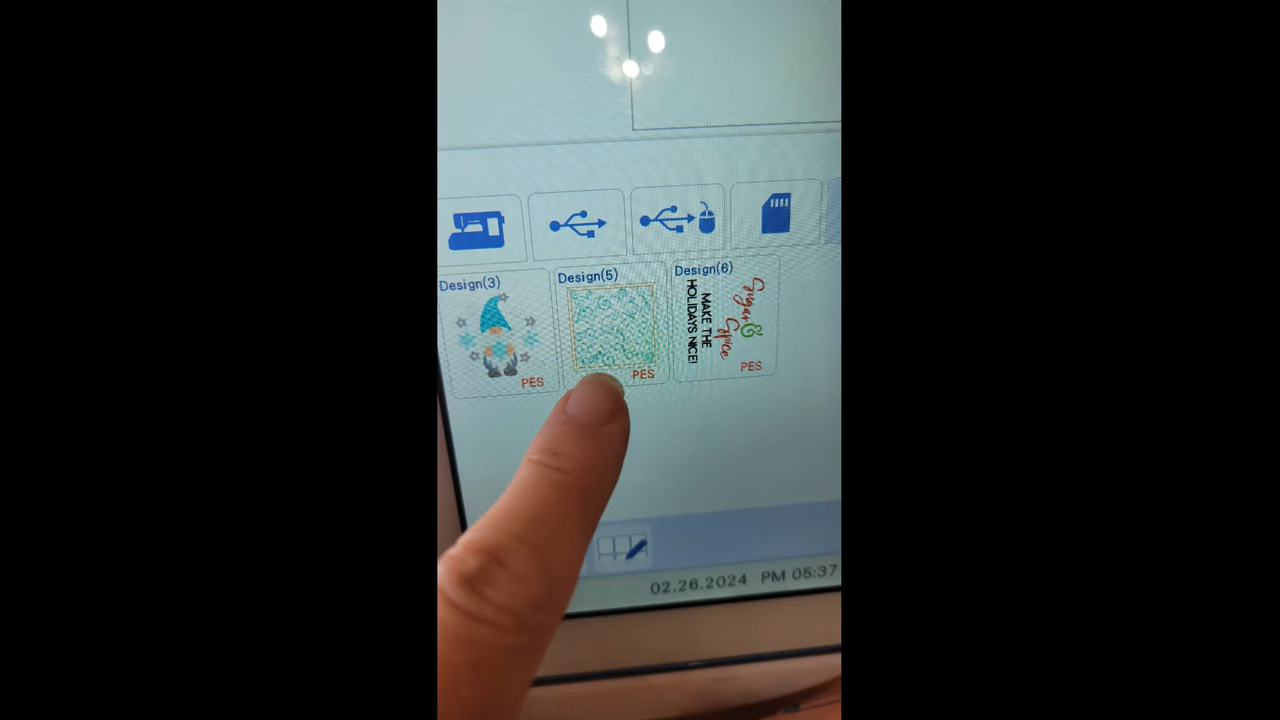 Design(3)
PES
Design(5)
PES
Design(6)
Sugar &
Spice
MAKE THE
HOLIDAYS NICE!
PES
02.26.2024 PM 05:37